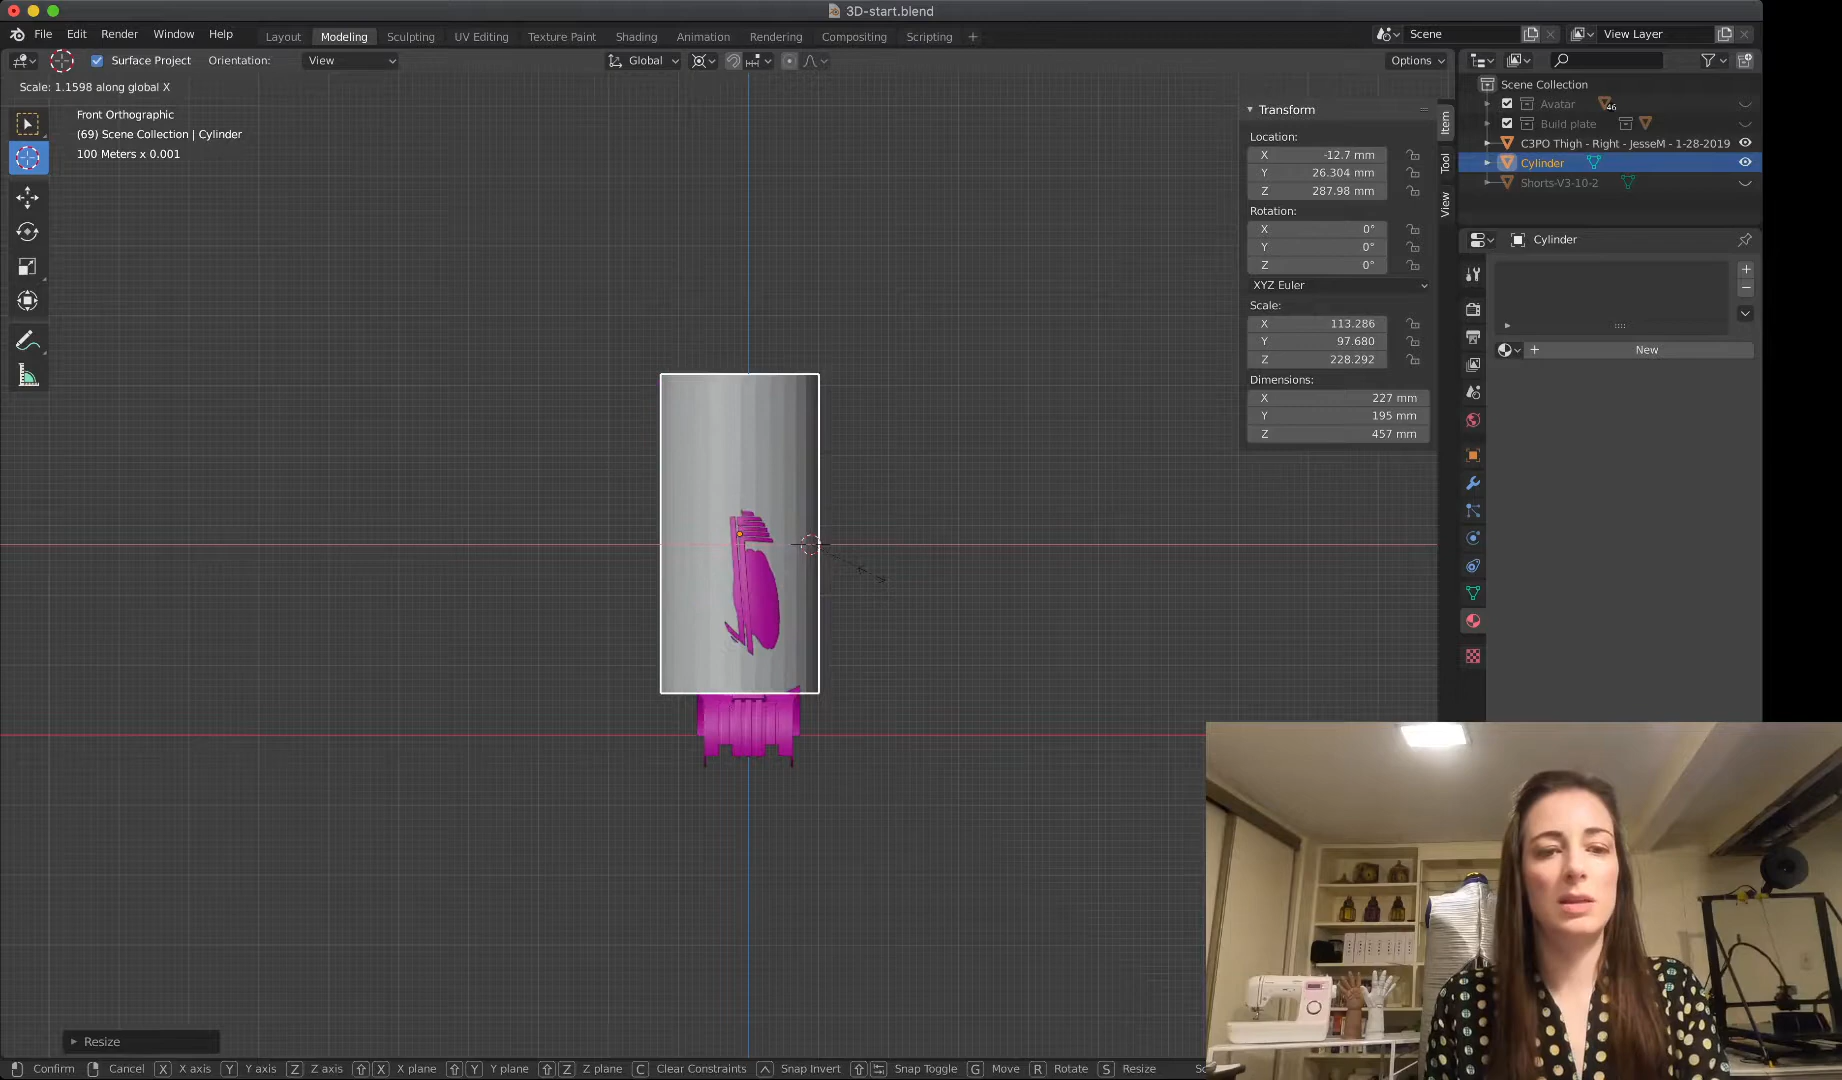 3D-start.blend
File Edit Render Window Help Layout Modeling Sculpting UV Editing Texture Paint Shading Animation Rendering Compositing Scripting + Scene View Layer
Surface Project Orientation: View Global Options
Scale: 1.1598 along global X
Front Orthographic
(69) Scene Collection | Cylinder
100 Meters x 0.001
Transform
Location:
X -12.7 mm
Y 26.304 mm
Z 287.98 mm
Rotation:
X 0°
Y 0°
Z 0°
XYZ Euler
Scale:
X 113.286
Y 97.680
Z 228.292
Dimensions:
X 227 mm
Y 195 mm
Z 457 mm
Item
Tool
View
Scene Collection
Avatar 46
Build plate
C3PO Thigh - Right - JesseM - 1-28-2019
Cylinder
Shorts-V3-10-2
Cylinder
+ New
Resize
Confirm Cancel X X axis Y Y axis Z Z axis X X plane Y Y plane Z Z plane C Clear Constraints Snap Invert Snap Toggle G Move R Rotate S Resize